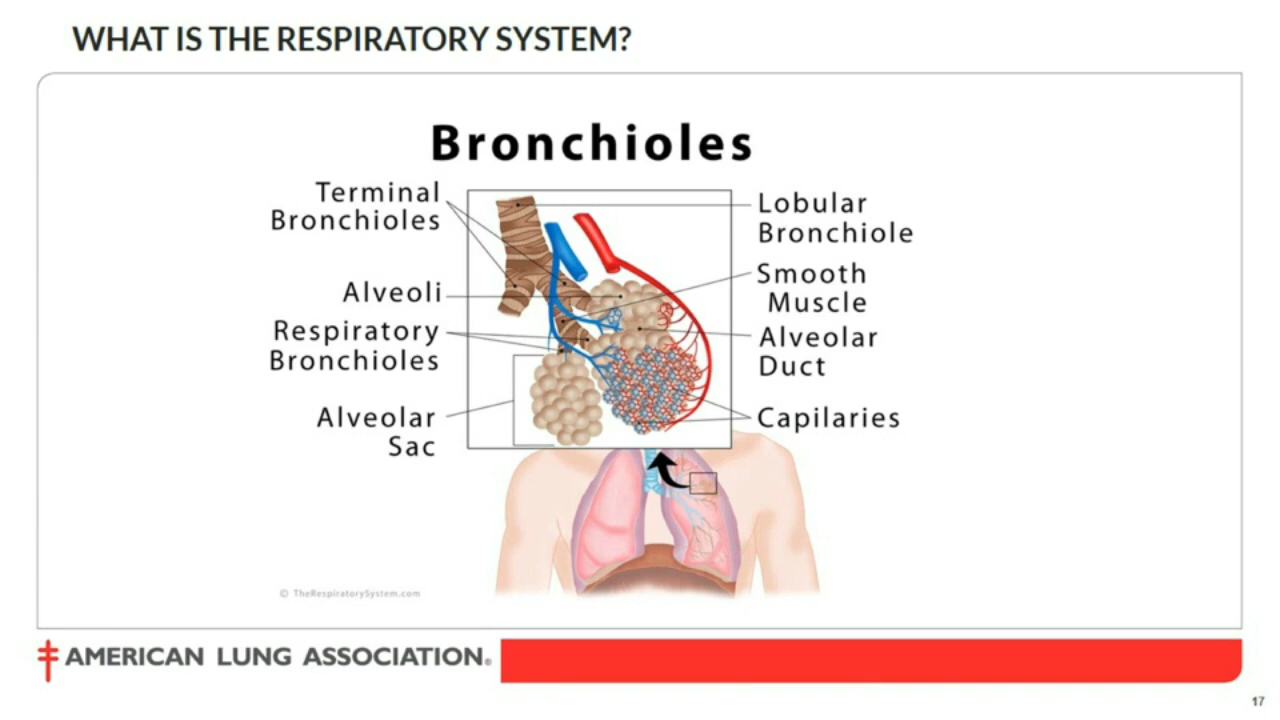 WHAT IS THE RESPIRATORY SYSTEM?
Bronchioles
Terminal
Bronchioles
Alveoli
Respiratory
Bronchioles
Alveolar
Sac
Lobular
Bronchiole
Smooth
Muscle
Alveolar
Duct
Capilaries
© TheRespiratorySystem.com
AMERICAN LUNG ASSOCIATION®
17